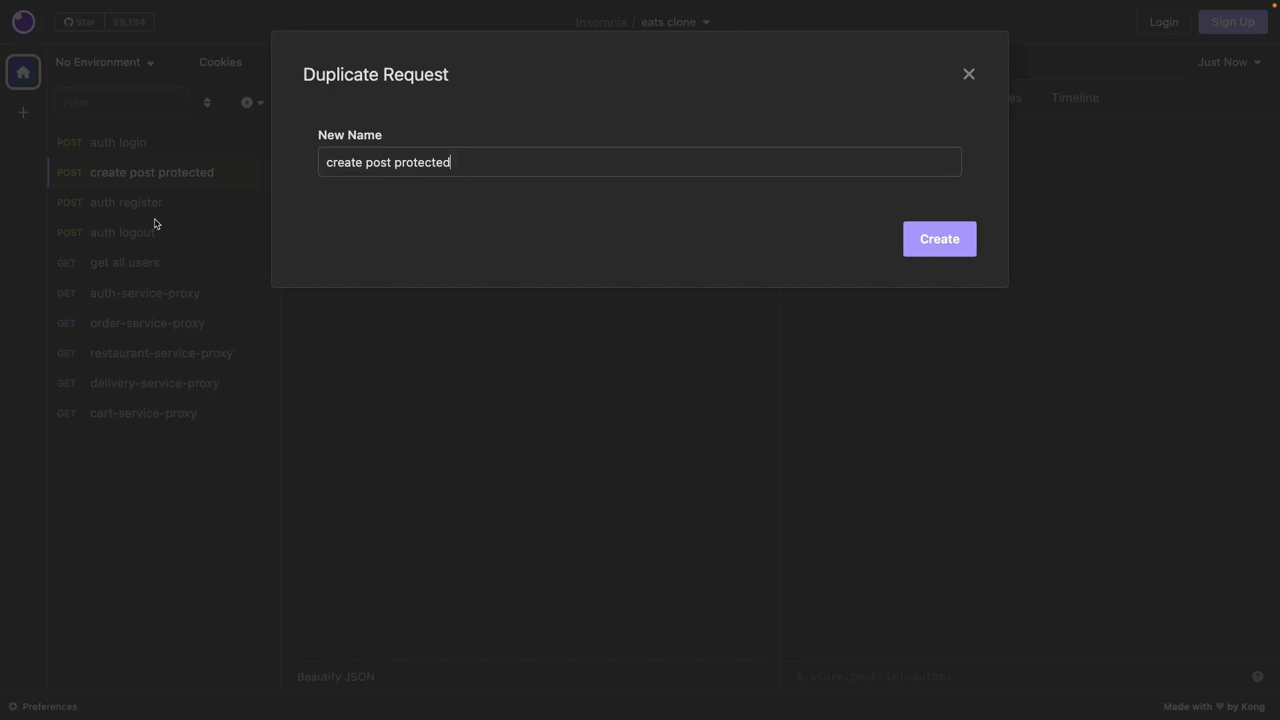 Star 28,194
Insomnia / eats clone
Login
Sign Up
No Environment
Cookies
Duplicate Request
Just Now
Filter
es
Timeline
New Name
create post protected
Create
POST auth login
POST create post protected
POST auth register
POST auth logout
GET get all users
GET auth-service-proxy
GET order-service-proxy
GET restaurant-service-proxy
GET delivery-service-proxy
GET cart-service-proxy
Beautify JSON
$.store.books[*].author
Preferences
Made with ♥ by Kong